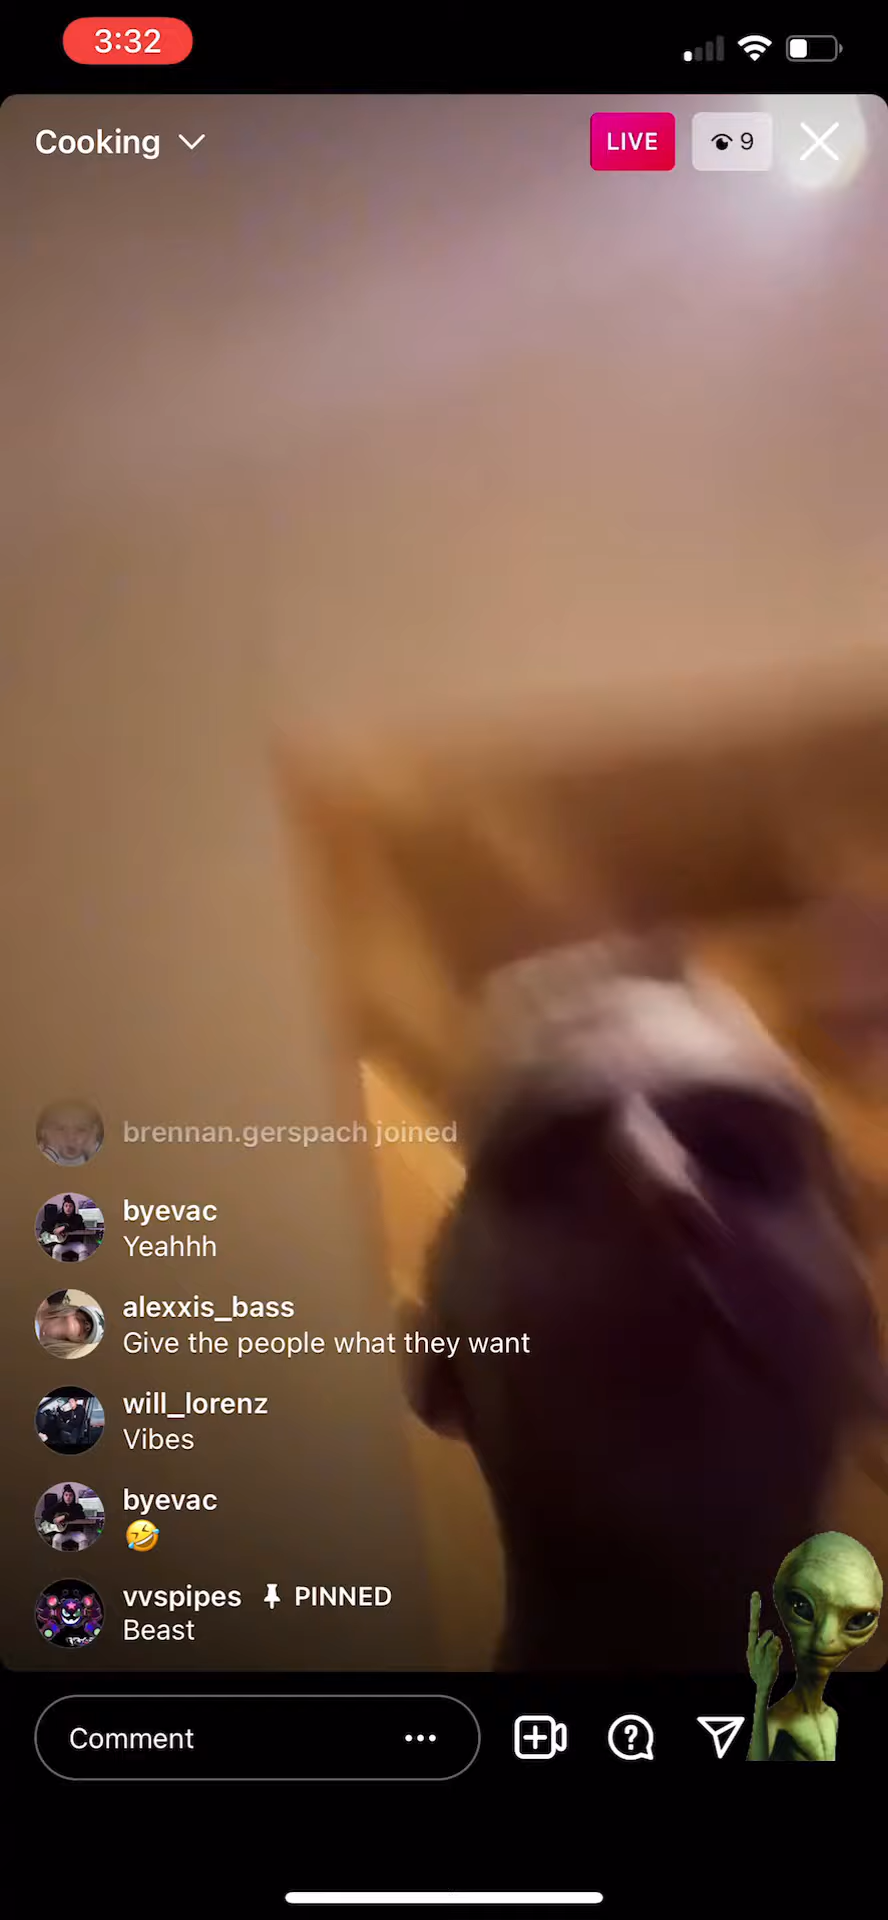 3:32
Cooking
LIVE
9
brennan.gerspach joined
byevac
Yeahhh
alexxis_bass
Give the people what they want
will_lorenz
Vibes
byevac
🤣
vvspipes PINNED
Beast
Comment